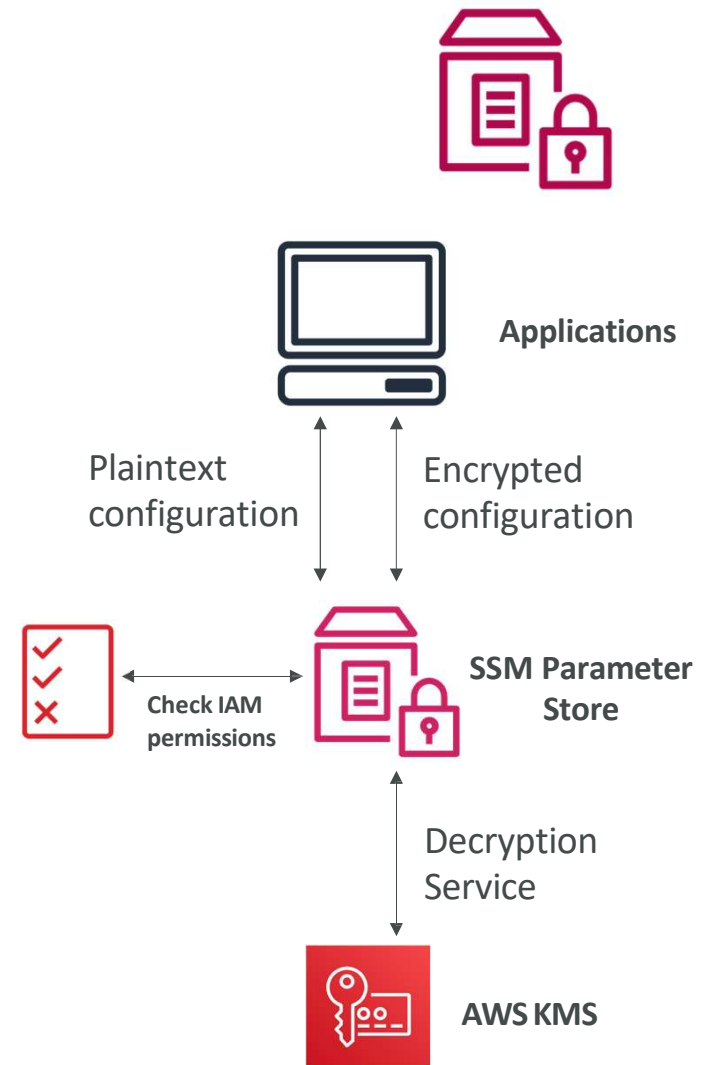 Applications
Plaintext
configuration
Encrypted
configuration
SSM Parameter
Store
Check IAM
permissions
Decryption
Service
AWS KMS